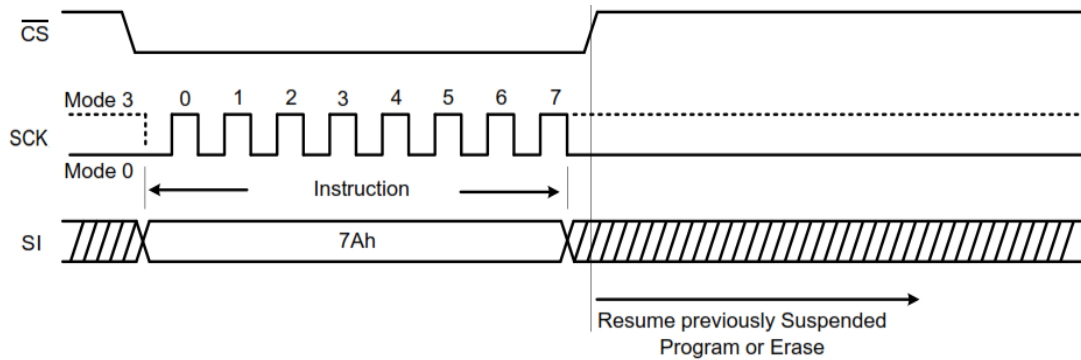 CS
Mode 3 0 1 2 3 4 5 6 7
SCK
Mode 0
Instruction
SI 7Ah
Resume previously Suspended
Program or Erase